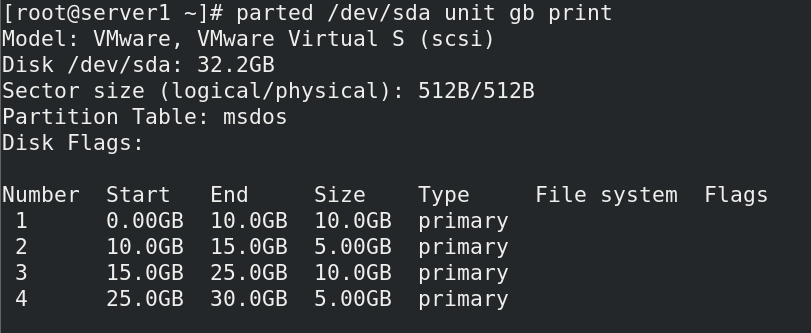 [root@server1 ~]# parted /dev/sda unit gb print
Model: VMware, VMware Virtual S (scsi)
Disk /dev/sda: 32.2GB
Sector size (logical/physical): 512B/512B
Partition Table: msdos
Disk Flags:

Number  Start   End     Size    Type     File system  Flags
 1      0.00GB  10.0GB  10.0GB  primary
 2      10.0GB  15.0GB  5.00GB  primary
 3      15.0GB  25.0GB  10.0GB  primary
 4      25.0GB  30.0GB  5.00GB  primary